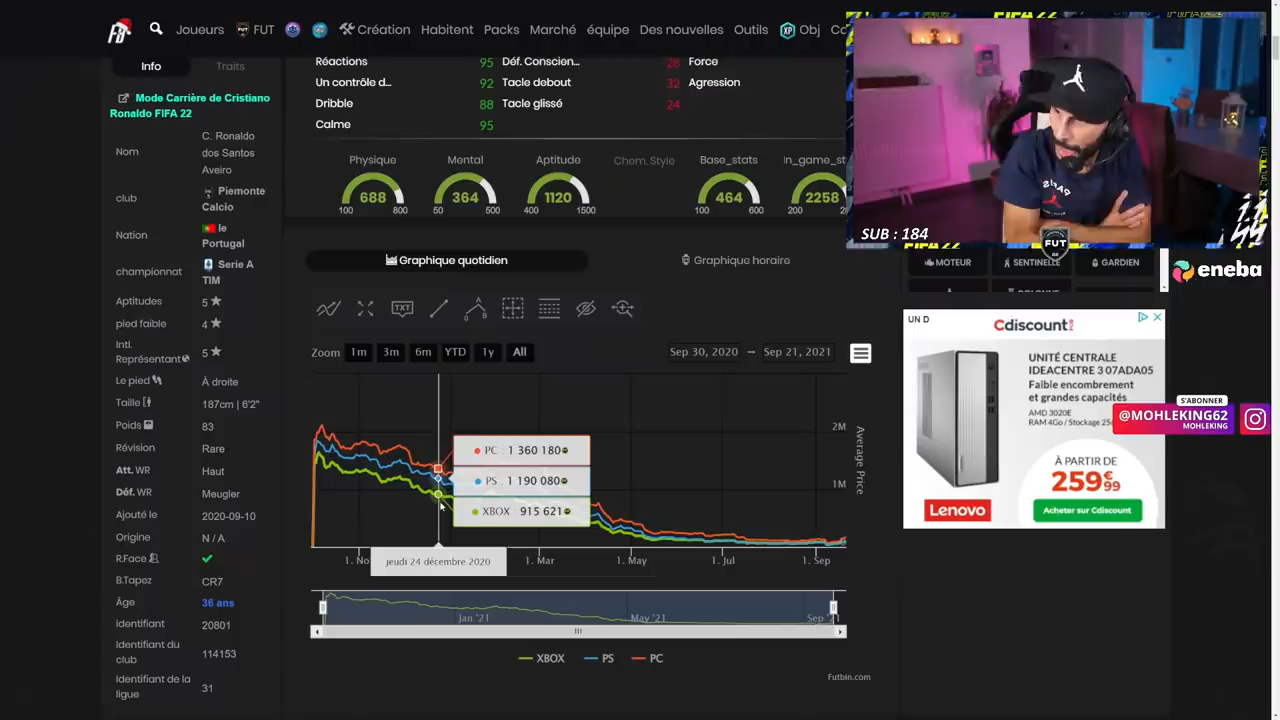 Joueurs FUT Création Habitent Packs Marché équipe Des nouvelles Outils XP Obj
FIFA 22
Info Traits
Mode Carrière de Cristiano
Ronaldo FIFA 22
Nom C. Ronaldo
dos Santos
Aveiro
club Piemonte
Calcio
Nation le
Portugal
championnat Serie A
TIM
Aptitudes 5
pied faible 4
Intl.
Représentant 5
Le pied À droite
Taille 187cm | 6'2"
Poids 83
Révision Rare
Att. WR Haut
Déf. WR Meugler
Ajouté le 2020-09-10
Origine N / A
R.Face
B.Tapez CR7
Âge 36 ans
identifiant 20801
Identifiant du
club 114153
Identifiant de la
ligue 31
Réactions 95 Déf. Conscien... 28 Force
Un contrôle d... 92 Tacle debout 32 Agression
Dribble 88 Tacle glissé 24
Calme 95
Physique Mental Aptitude Chem.Style Base_stats in_game_st
688 364 1120 464 2258
100 800 50 500 400 1500 100 600 200
Graphique quotidien Graphique horaire
TXT
Zoom 1m 3m 6m YTD 1y All Sep 30, 2020 → Sep 21, 2021
PC : 1 360 180
PS : 1 190 080
XBOX : 915 621
2M
1M
0
Average Price
1. No jeudi 24 décembre 2020 1. Mar 1. May 1. Jul 1. Sep
Jan '21 May '21 Sep '21
XBOX PS PC
Futbin.com
SUB : 184
FUT
22
MOTEUR SENTINELLE GARDIEN
eneba
UN D
Cdiscount
UNITÉ CENTRALE
IDEACENTRE 3 07ADA05
Faible encombrement
et grandes capacités
AMD 3020E
RAM 4Go / Stockage
À PARTIR DE
259€99
Lenovo
Acheter sur Cdiscount
S'ABONNER
@MOHLEKING62
MOHLEKING